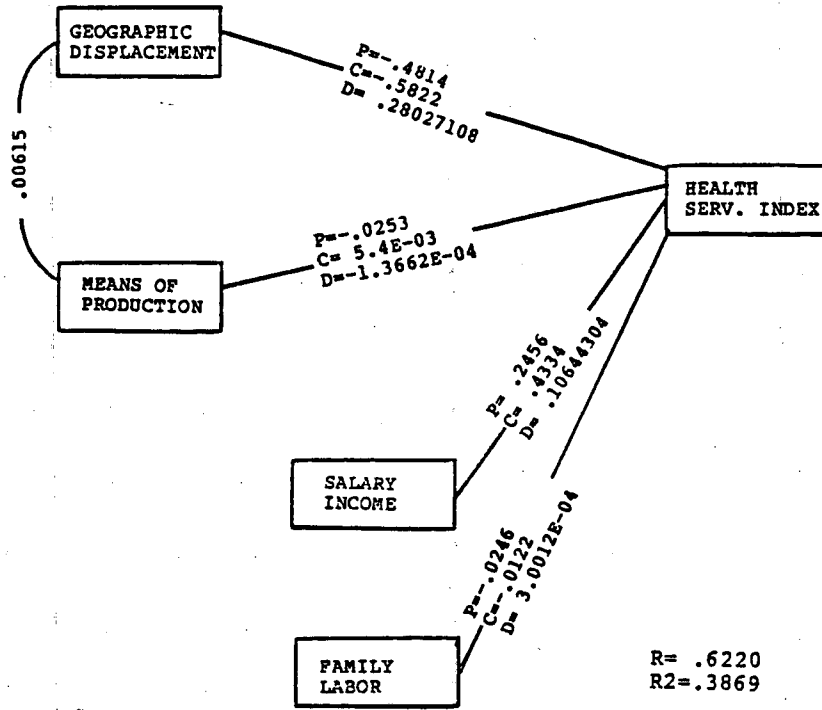 GEOGRAPHIC
DISPLACEMENT
P=-.4814
C=-.5822
D= .28027108
.00615
HEALTH
SERV. INDEX
P=-.0253
C= 5.4E-03
D=-1.3662E-04
MEANS OF
PRODUCTION
P= .2456
C= .4334
D= .10644304
SALARY
INCOME
P=-.0246
C=-.0122
D= 3.0012E-04
FAMILY
LABOR
R= .6220
R2=.3869